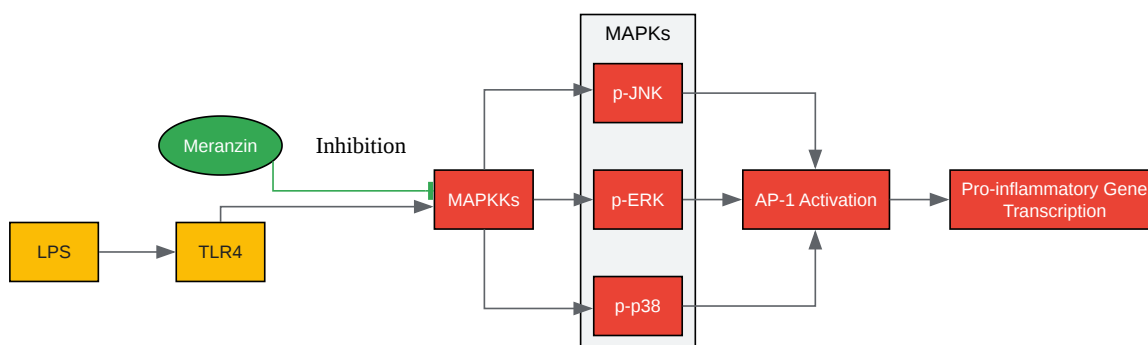 MAPKs
p-JNK
Meranzin
Inhibition
MAPKKs
p-ERK
AP-1 Activation
Pro-inflammatory Gene
Transcription
LPS
TLR4
p-p38